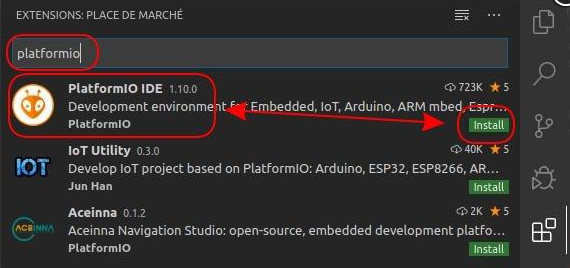 EXTENSIONS: PLACE DE MARCHÉ
platformio
PlatformIO IDE 1.10.0 723K 5
Development environment for Embedded, IoT, Arduino, ARM mbed, Espr...
PlatformIO Install
IoT Utility 0.3.0 40K 5
IOT
Develop IoT project based on PlatformIO: Arduino, ESP32, ESP8266, AR...
Jun Han Install
Aceinna 0.1.2 2K 5
ACEINNA
Aceinna Navigation Studio: open-source, embedded development platfo...
PlatformIO Install